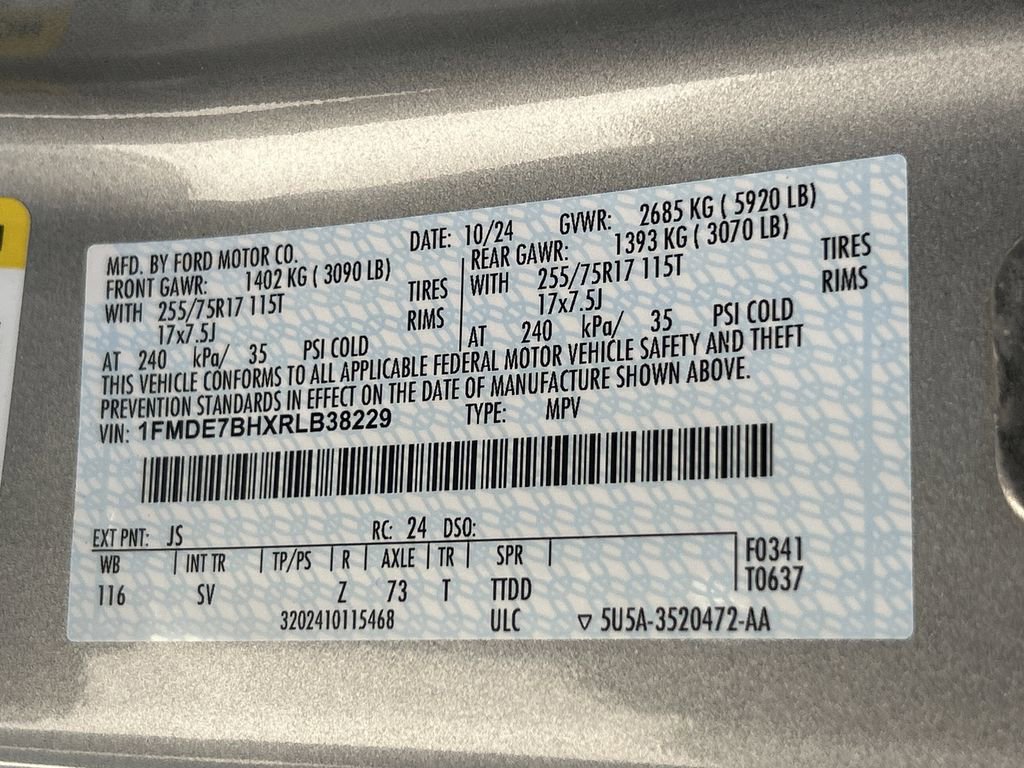 MFD. BY FORD MOTOR CO. DATE: 10/24 GVWR: 2685 KG ( 5920 LB)
FRONT GAWR: 1402 KG ( 3090 LB) REAR GAWR: 1393 KG ( 3070 LB)
WITH 255/75R17 115T TIRES WITH 255/75R17 115T TIRES
17x7.5J RIMS 17x7.5J RIMS
AT 240 kPa/ 35 PSI COLD AT 240 kPa/ 35 PSI COLD
THIS VEHICLE CONFORMS TO ALL APPLICABLE FEDERAL MOTOR VEHICLE SAFETY AND THEFT
PREVENTION STANDARDS IN EFFECT ON THE DATE OF MANUFACTURE SHOWN ABOVE.
VIN: 1FMDE7BHXRLB38229 TYPE: MPV
EXT PNT: JS RC: 24 DSO:
WB INT TR TP/PS R AXLE TR SPR F0341
116 SV Z 73 T TTDD T0637
3202410115468 ULC ▽ 5U5A-3520472-AA